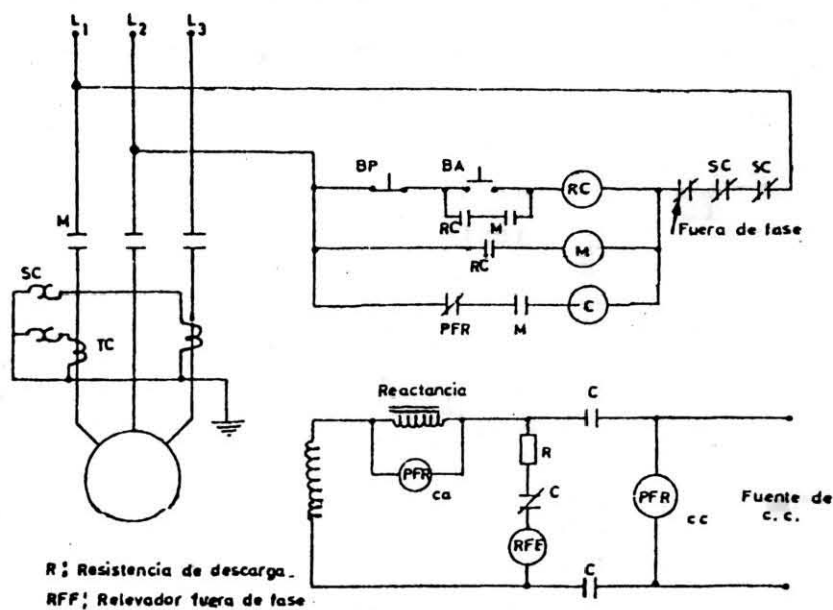 L1 L2 L3
BP BA RC SC SC
RC M
Fuera de fase
M
RC M
SC
PFR M C
TC
Reactancia
C
R
PFR ca
C
PFR cc
Fuente de
c.c.
RFE
C
R: Resistencia de descarga.
RFF: Relevador fuera de fase